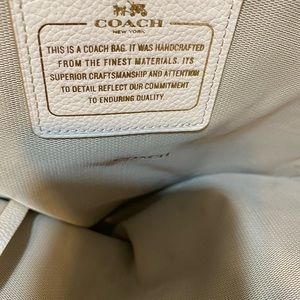 COACH
NEW YORK
THIS IS A COACH BAG. IT WAS HANDCRAFTED
FROM THE FINEST MATERIALS. ITS
SUPERIOR CRAFTSMANSHIP AND ATTENTION
TO DETAIL REFLECT OUR COMMITMENT
TO ENDURING QUALITY.